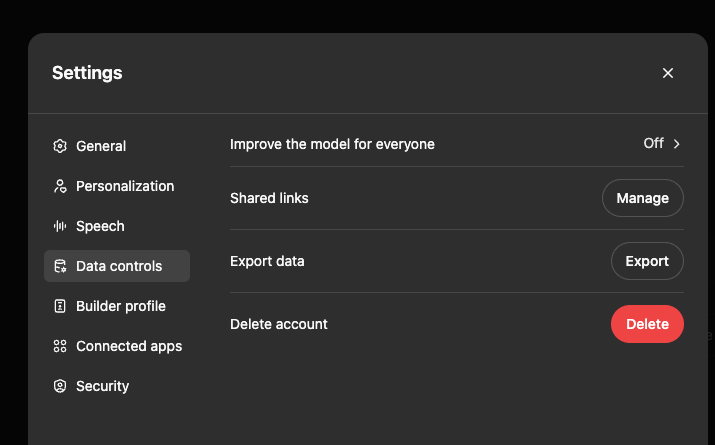 Settings
General
Personalization
Speech
Data controls
Builder profile
Connected apps
Security
Improve the model for everyone
Off
Shared links
Manage
Export data
Export
Delete account
Delete